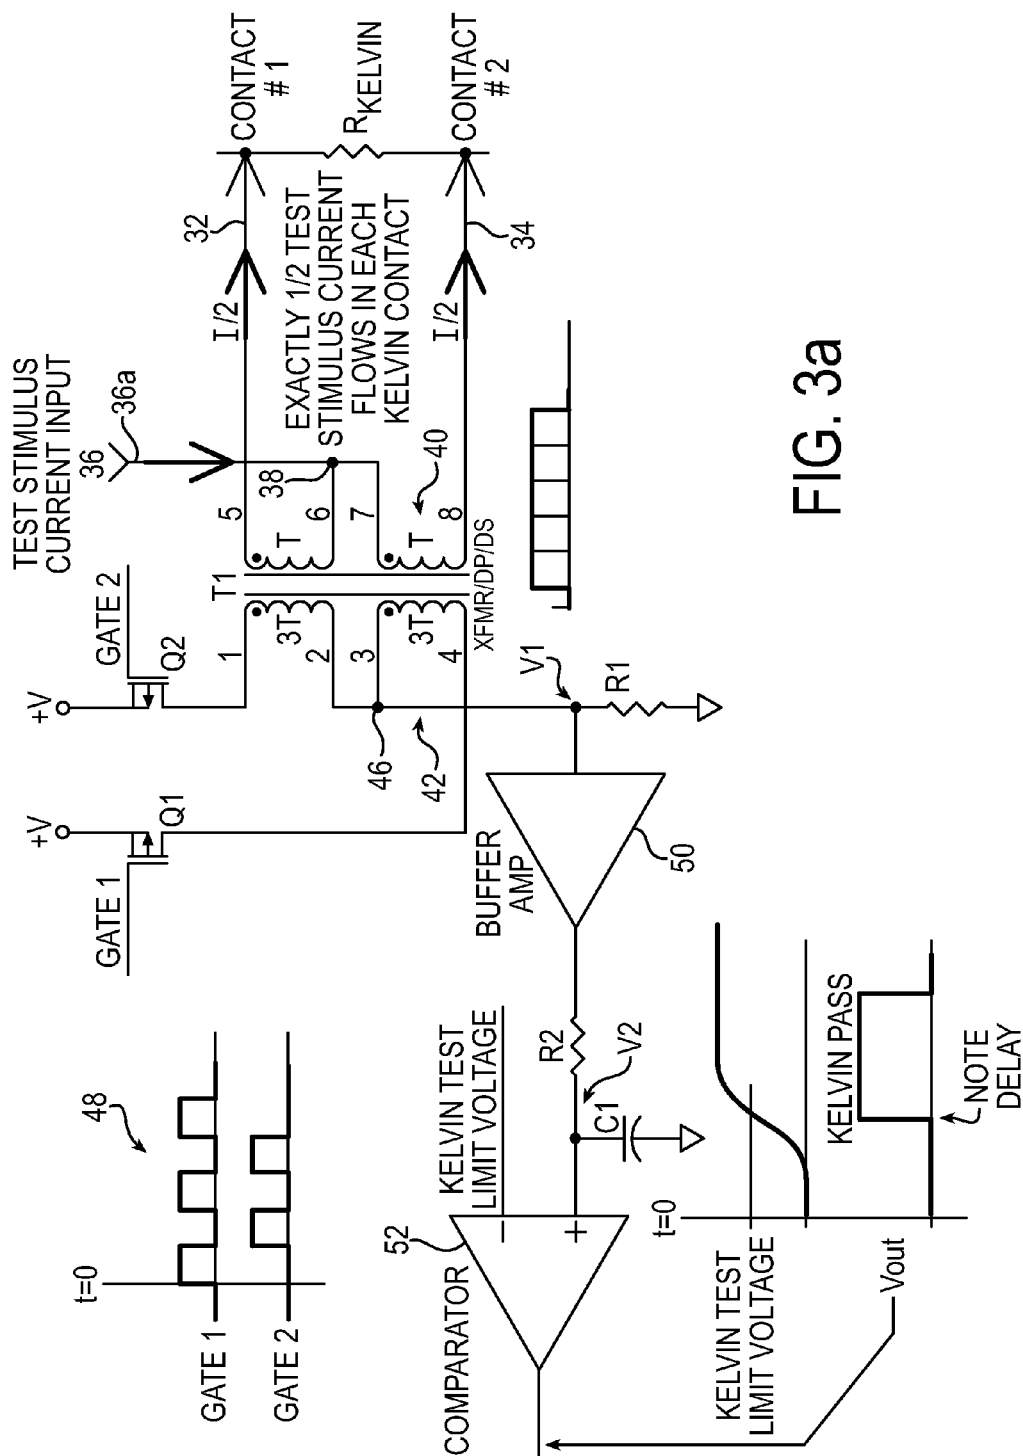 t=0
48
GATE 1
GATE 2
+V
GATE 1
Q1
+V
GATE 2
Q2
TEST STIMULUS
CURRENT INPUT
36
36a
T1
1
2
3
4
3T
3T
T
T
5
6
7
8
38
40
42
46
XFMR/DP/DS
I/2
I/2
32
34
EXACTLY 1/2 TEST
STIMULUS CURRENT
FLOWS IN EACH
KELVIN CONTACT
CONTACT
#1
RKELVIN
CONTACT
#2
COMPARATOR
52
KELVIN TEST
LIMIT VOLTAGE
−
+
R2
V2
C1
BUFFER
AMP
50
V1
R1
Vout
t=0
KELVIN TEST
LIMIT VOLTAGE
KELVIN PASS
NOTE
DELAY
FIG. 3a